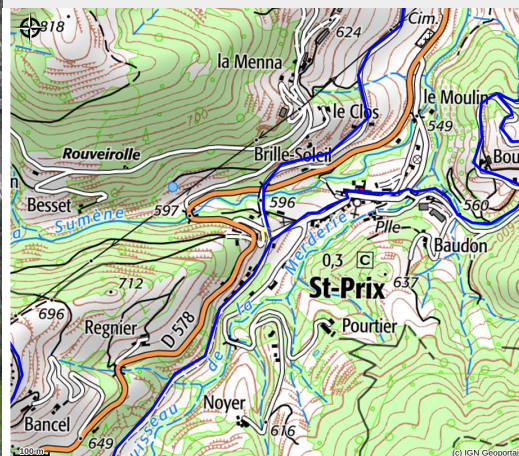 818
Cim.
624
la Menna
le Clos
le Moulin
549
Rouveirolle
Brille-Soleil
Bou
n
Besset
597
596
560
Sumène
Merderie
Plle
Baudon
0,3 C
712
St-Prix
637
696
Regnier
D 578
la
Pourtier
de
Noyer
Bancel
616
649
uisseau
100 m
(c) IGN Geoportai